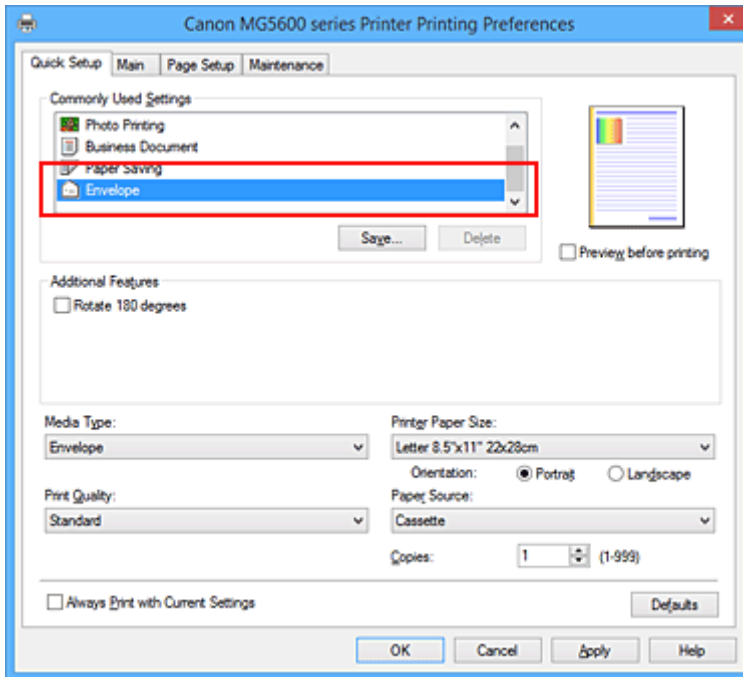 Canon MG5600 series Printer Printing Preferences
Quick Setup Main Page Setup Maintenance
Commonly Used Settings
Photo Printing
Business Document
Paper Saving
Envelope
Save... Delete
Preview before printing
Additional Features
Rotate 180 degrees
Media Type: Printer Paper Size:
Envelope Letter 8.5"x11" 22x28cm
Orientation: Portrait Landscape
Print Quality: Paper Source:
Standard Cassette
Copies: 1 (1-999)
Always Print with Current Settings Defaults
OK Cancel Apply Help